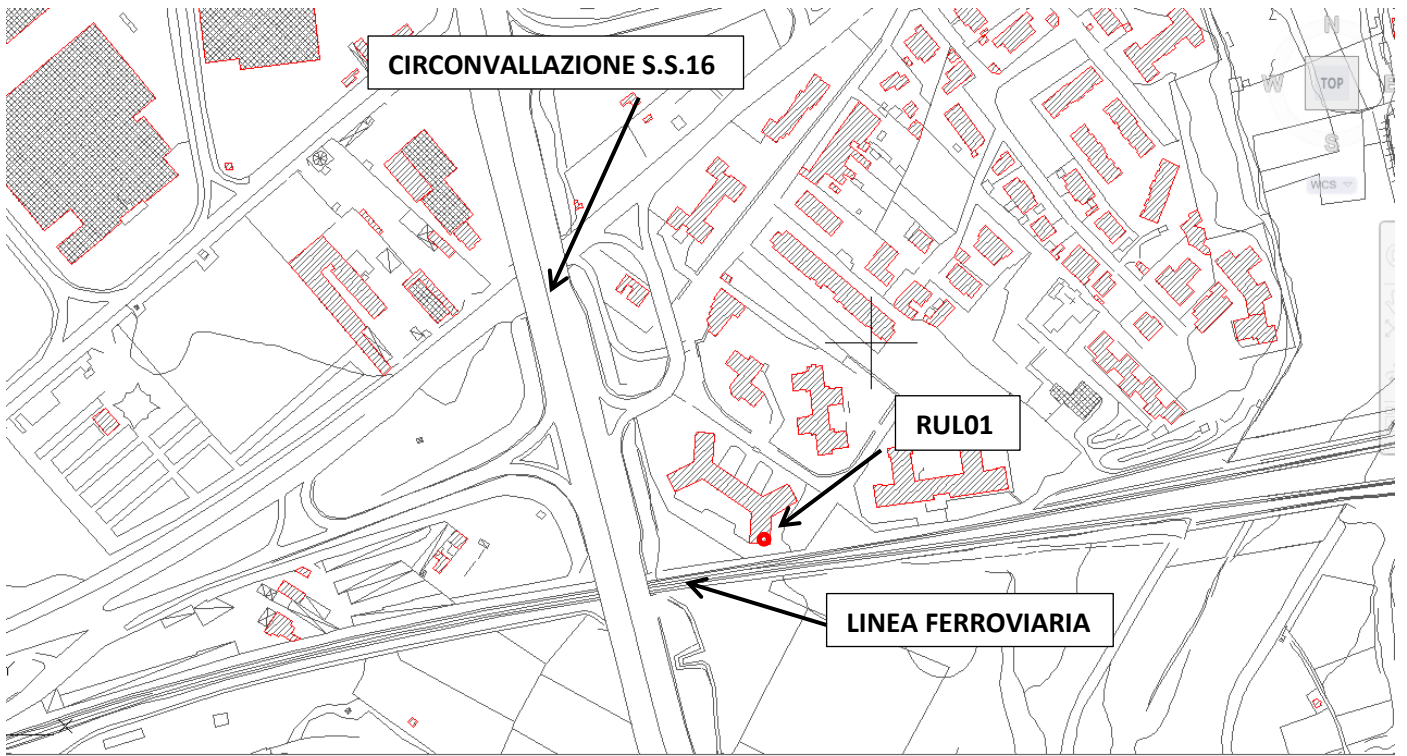 CIRCONVALLAZIONE S.S.16
N
W
TOP
E
S
WCS
RUL01
LINEA FERROVIARIA